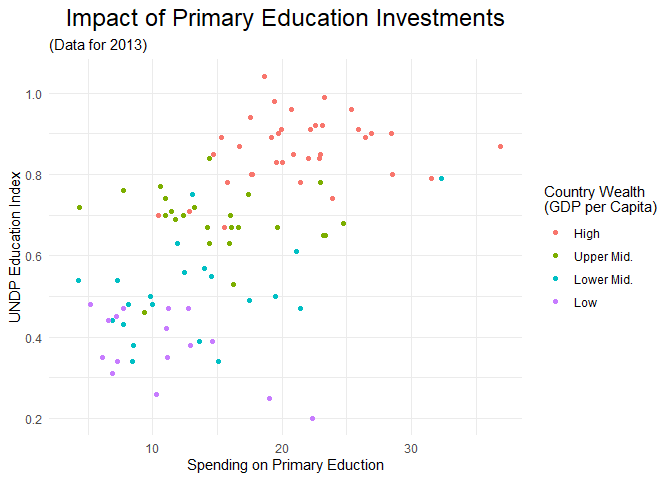 Impact of Primary Education Investments
(Data for 2013)
UNDP Education Index
1.0
0.8
0.6
0.4
0.2
10
20
30
Spending on Primary Eduction
Country Wealth
(GDP per Capita)
High
Upper Mid.
Lower Mid.
Low